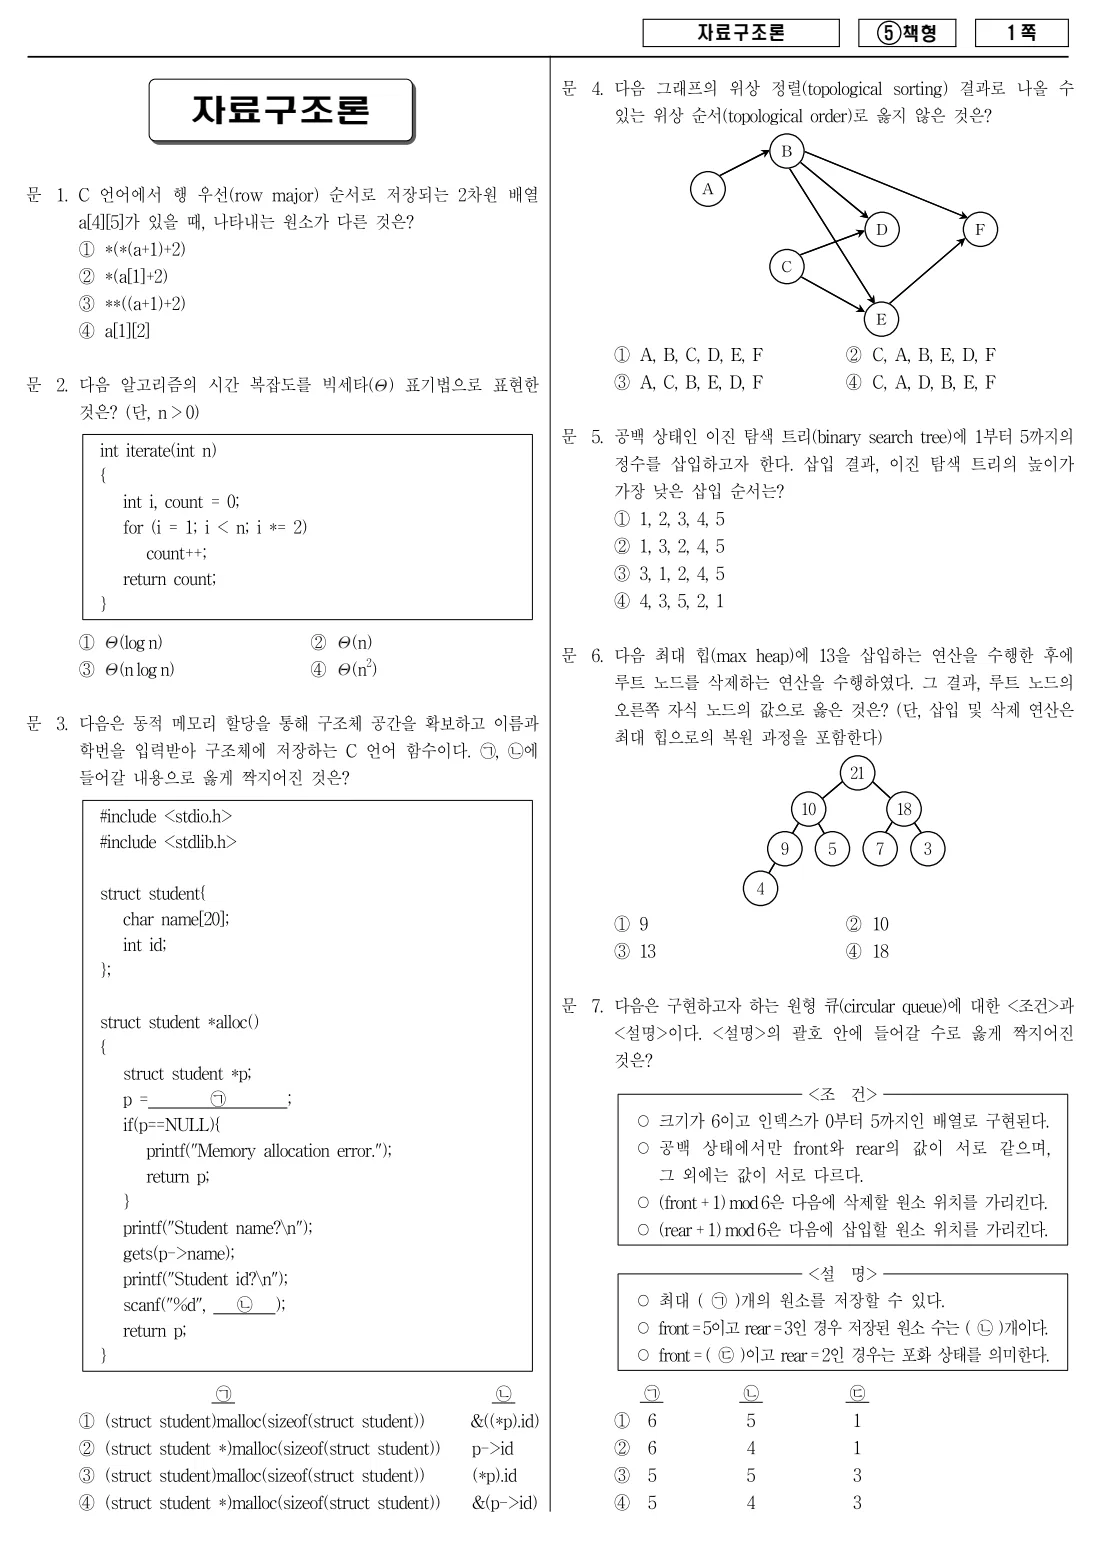 자료구조론
⑤책형
1쪽
자료구조론
문 1. C 언어에서 행 우선(row major) 순서로 저장되는 2차원 배열
a[4][5]가 있을 때, 나타내는 원소가 다른 것은?
① *(*(a+1)+2)
② *(a[1]+2)
③ **((a+1)+2)
④ a[1][2]
문 2. 다음 알고리즘의 시간 복잡도를 빅세타(Θ) 표기법으로 표현한
것은? (단, n > 0)
int iterate(int n)
{
int i, count = 0;
for (i = 1; i < n; i *= 2)
count++;
return count;
}
① Θ(log n) ② Θ(n)
③ Θ(n log n) ④ Θ(n²)
문 3. 다음은 동적 메모리 할당을 통해 구조체 공간을 확보하고 이름과
학번을 입력받아 구조체에 저장하는 C 언어 함수이다. ㉠, ㉡에
들어갈 내용으로 옳게 짝지어진 것은?
#include <stdio.h>
#include <stdlib.h>
struct student{
char name[20];
int id;
};
struct student *alloc()
{
struct student *p;
p = ㉠ ;
if(p==NULL){
printf("Memory allocation error.");
return p;
}
printf("Student name?\n");
gets(p->name);
printf("Student id?\n");
scanf("%d", ㉡ );
return p;
}
㉠ ㉡
① (struct student)malloc(sizeof(struct student)) &((*p).id)
② (struct student *)malloc(sizeof(struct student)) p->id
③ (struct student)malloc(sizeof(struct student)) (*p).id
④ (struct student *)malloc(sizeof(struct student)) &(p->id)
문 4. 다음 그래프의 위상 정렬(topological sorting) 결과로 나올 수
있는 위상 순서(topological order)로 옳지 않은 것은?
B
A
D
F
C
E
① A, B, C, D, E, F ② C, A, B, E, D, F
③ A, C, B, E, D, F ④ C, A, D, B, E, F
문 5. 공백 상태인 이진 탐색 트리(binary search tree)에 1부터 5까지의
정수를 삽입하고자 한다. 삽입 결과, 이진 탐색 트리의 높이가
가장 낮은 삽입 순서는?
① 1, 2, 3, 4, 5
② 1, 3, 2, 4, 5
③ 3, 1, 2, 4, 5
④ 4, 3, 5, 2, 1
문 6. 다음 최대 힙(max heap)에 13을 삽입하는 연산을 수행한 후에
루트 노드를 삭제하는 연산을 수행하였다. 그 결과, 루트 노드의
오른쪽 자식 노드의 값으로 옳은 것은? (단, 삽입 및 삭제 연산은
최대 힙으로의 복원 과정을 포함한다)
21
10 18
9 5 7 3
4
① 9 ② 10
③ 13 ④ 18
문 7. 다음은 구현하고자 하는 원형 큐(circular queue)에 대한 <조건>과
<설명>이다. <설명>의 괄호 안에 들어갈 수로 옳게 짝지어진
것은?
<조 건>
○ 크기가 6이고 인덱스가 0부터 5까지인 배열로 구현된다.
○ 공백 상태에서만 front와 rear의 값이 서로 같으며,
그 외에는 값이 서로 다르다.
○ (front + 1) mod 6은 다음에 삭제할 원소 위치를 가리킨다.
○ (rear + 1) mod 6은 다음에 삽입할 원소 위치를 가리킨다.
<설 명>
○ 최대 ( ㉠ )개의 원소를 저장할 수 있다.
○ front = 5이고 rear = 3인 경우 저장된 원소 수는 ( ㉡ )개이다.
○ front = ( ㉢ )이고 rear = 2인 경우는 포화 상태를 의미한다.
㉠ ㉡ ㉢
① 6 5 1
② 6 4 1
③ 5 5 3
④ 5 4 3